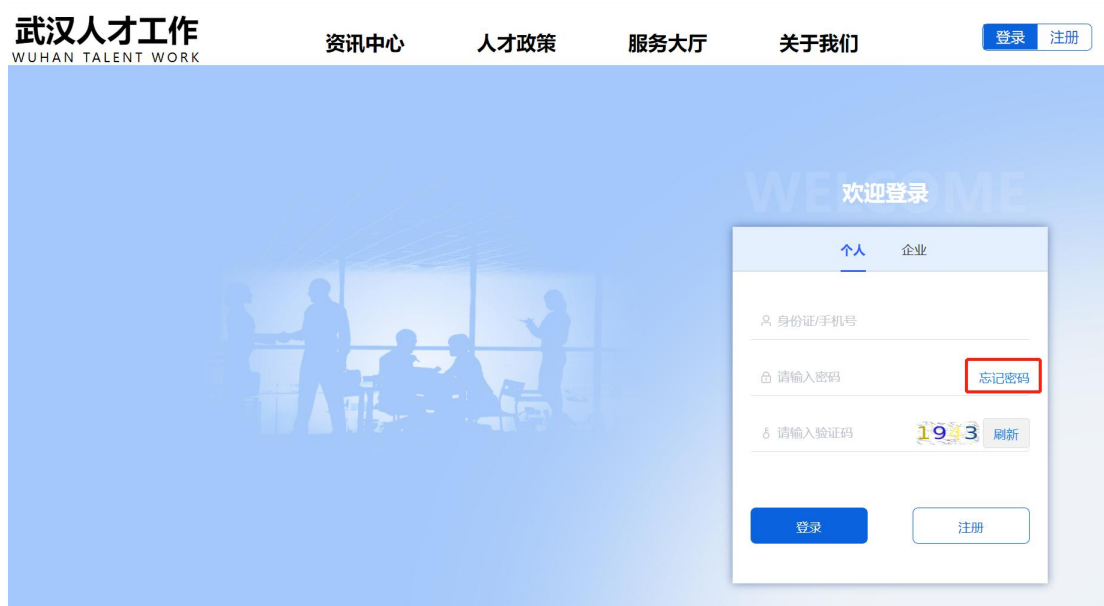 武汉人才工作
WUHAN TALENT WORK
资讯中心 人才政策 服务大厅 关于我们 登录 注册
WELCOME
欢迎登录
个人 企业
身份证/手机号
请输入密码 忘记密码
请输入验证码 1943 刷新
登录 注册